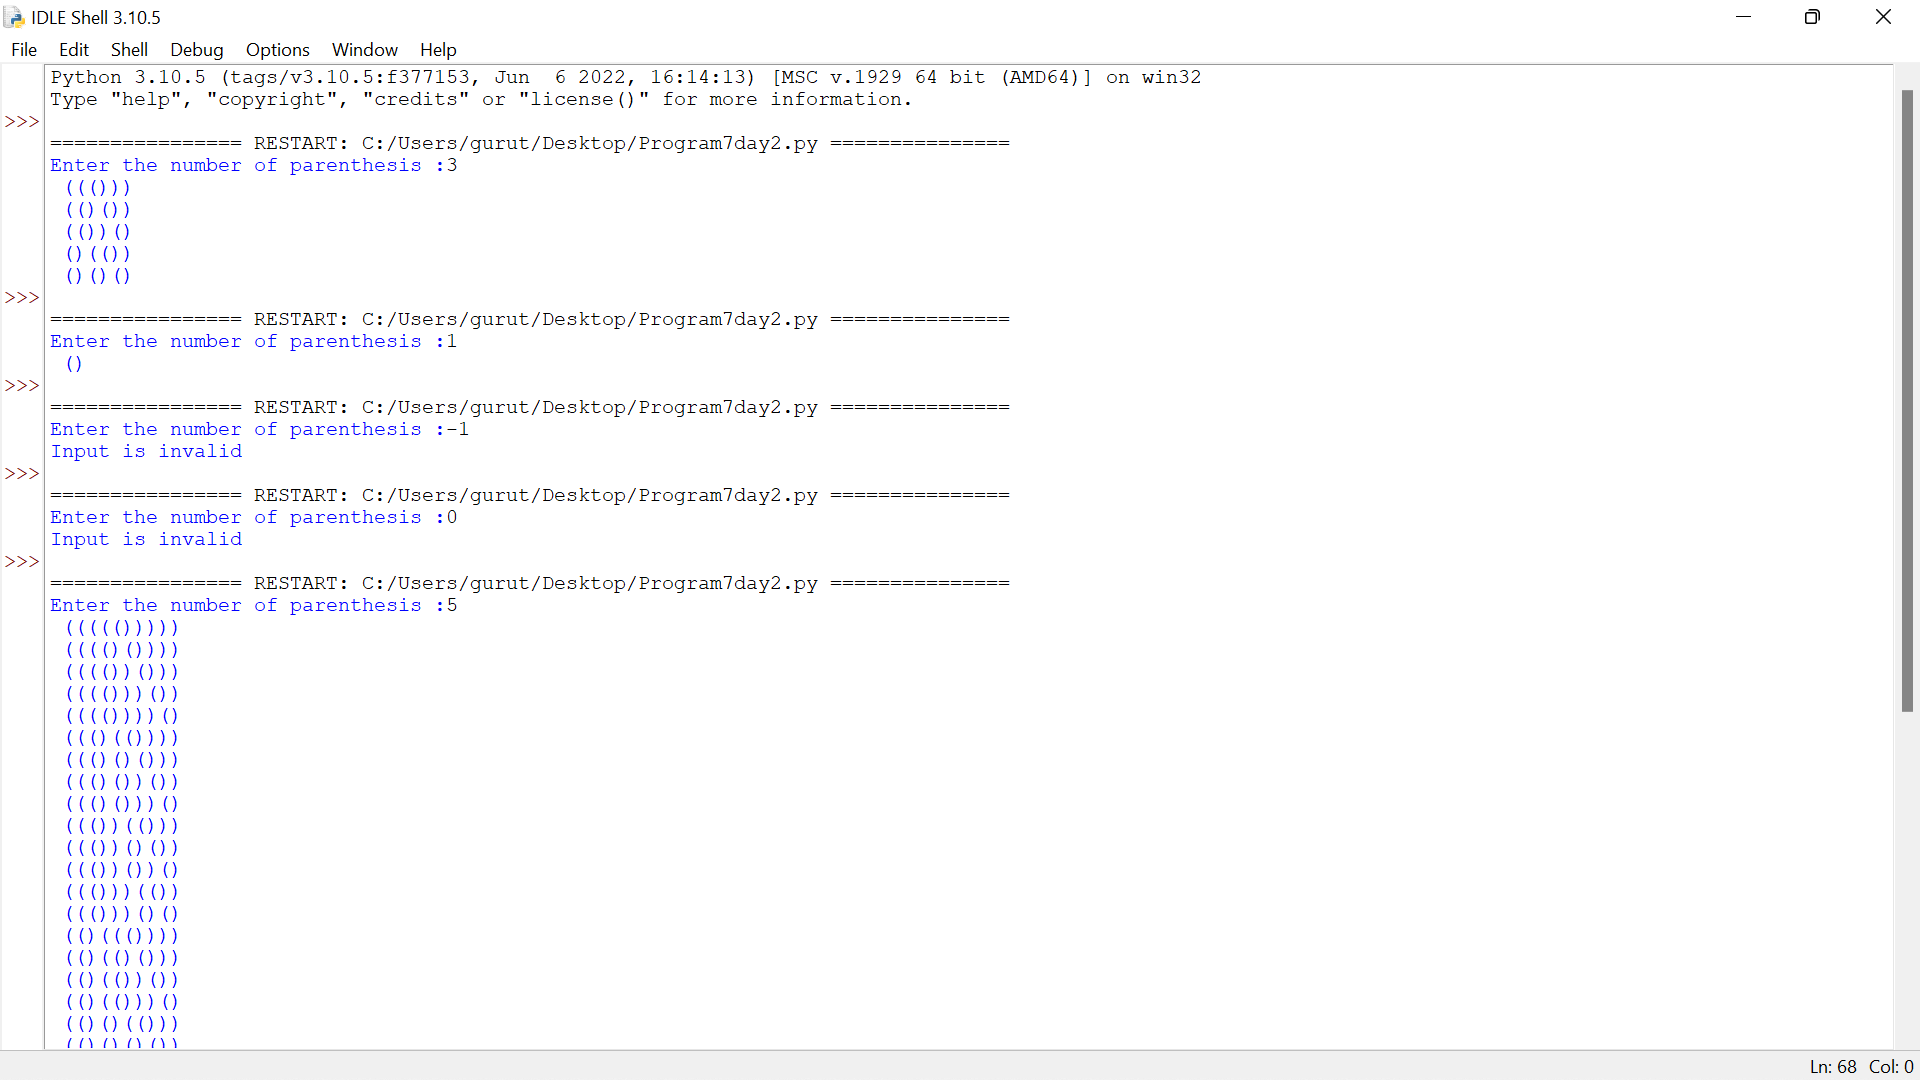 IDLE Shell 3.10.5
File Edit Shell Debug Options Window Help
Python 3.10.5 (tags/v3.10.5:f377153, Jun  6 2022, 16:14:13) [MSC v.1929 64 bit (AMD64)] on win32
Type "help", "copyright", "credits" or "license()" for more information.
>>>
================ RESTART: C:/Users/gurut/Desktop/Program7day2.py ===============
Enter the number of parenthesis :3
((()))
(()())
(())()
()(())
()()()
>>>
================ RESTART: C:/Users/gurut/Desktop/Program7day2.py ===============
Enter the number of parenthesis :1
()
>>>
================ RESTART: C:/Users/gurut/Desktop/Program7day2.py ===============
Enter the number of parenthesis :-1
Input is invalid
>>>
================ RESTART: C:/Users/gurut/Desktop/Program7day2.py ===============
Enter the number of parenthesis :0
Input is invalid
>>>
================ RESTART: C:/Users/gurut/Desktop/Program7day2.py ===============
Enter the number of parenthesis :5
((((()))))
(((()())))
(((())()))
(((()))())
(((())))()
((()(())))
((()()()))
((()())())
((()()))()
((())(()))
((())()())
((())())()
((()))(())
((()))()()
(()((())))
(()(()()))
(()(())())
(()(()))()
(()()(()))
(()()()())
Ln: 68 Col: 0